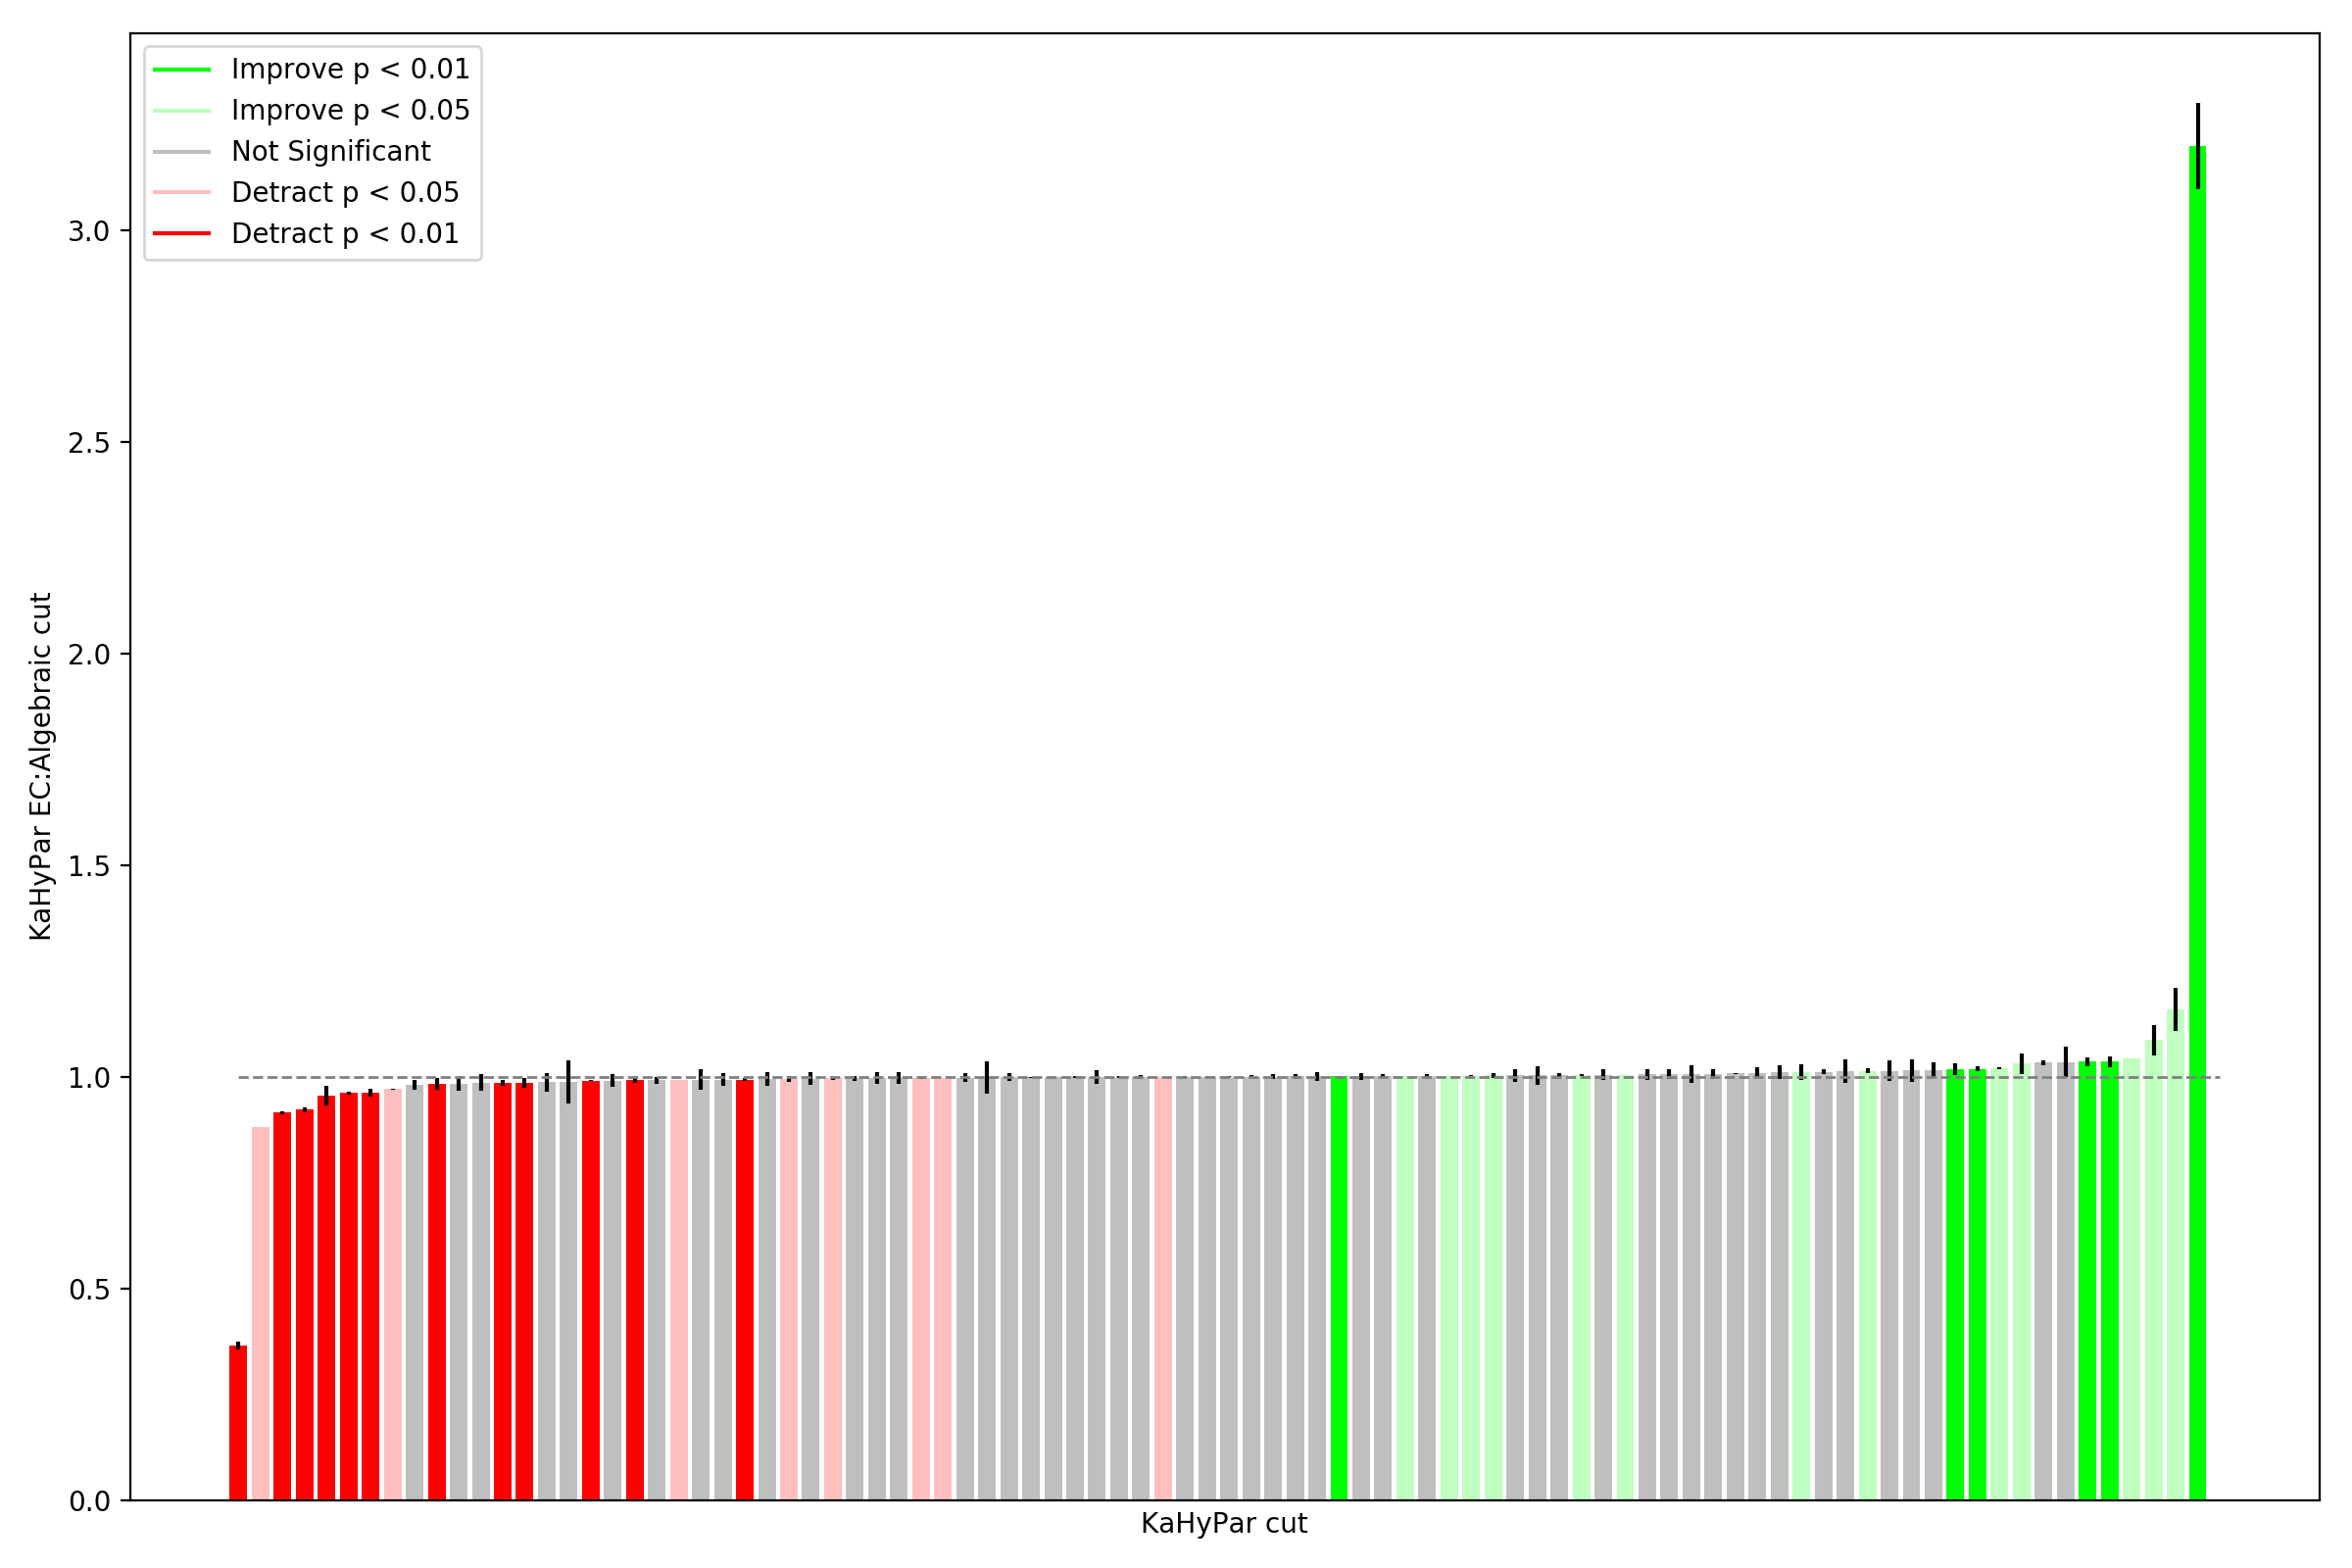 Improve p < 0.01
Improve p < 0.05
Not Significant
Detract p < 0.05
Detract p < 0.01
KaHyPar EC:Algebraic cut
3.0
2.5
2.0
1.5
1.0
0.5
0.0
KaHyPar cut